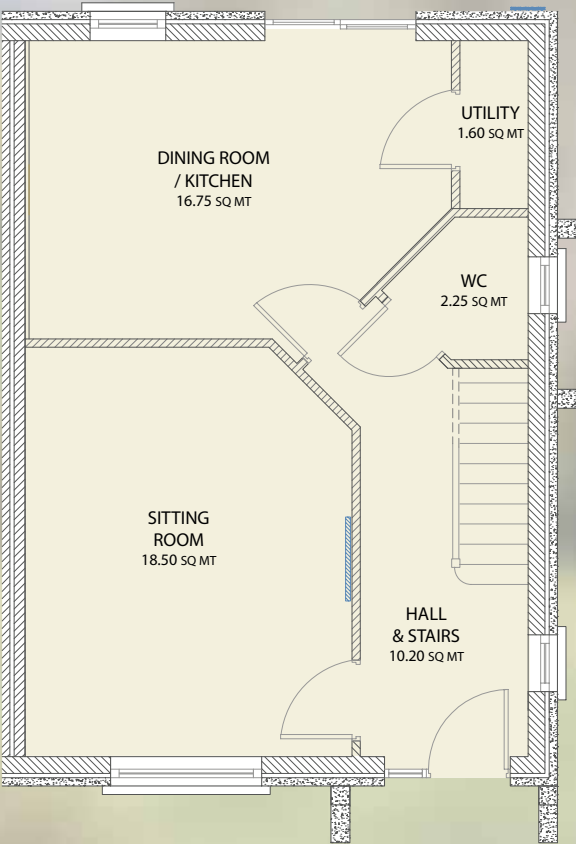 UTILITY
1.60 SQ MT
DINING ROOM
/ KITCHEN
16.75 SQ MT
WC
2.25 SQ MT
SITTING
ROOM
18.50 SQ MT
HALL
& STAIRS
10.20 SQ MT